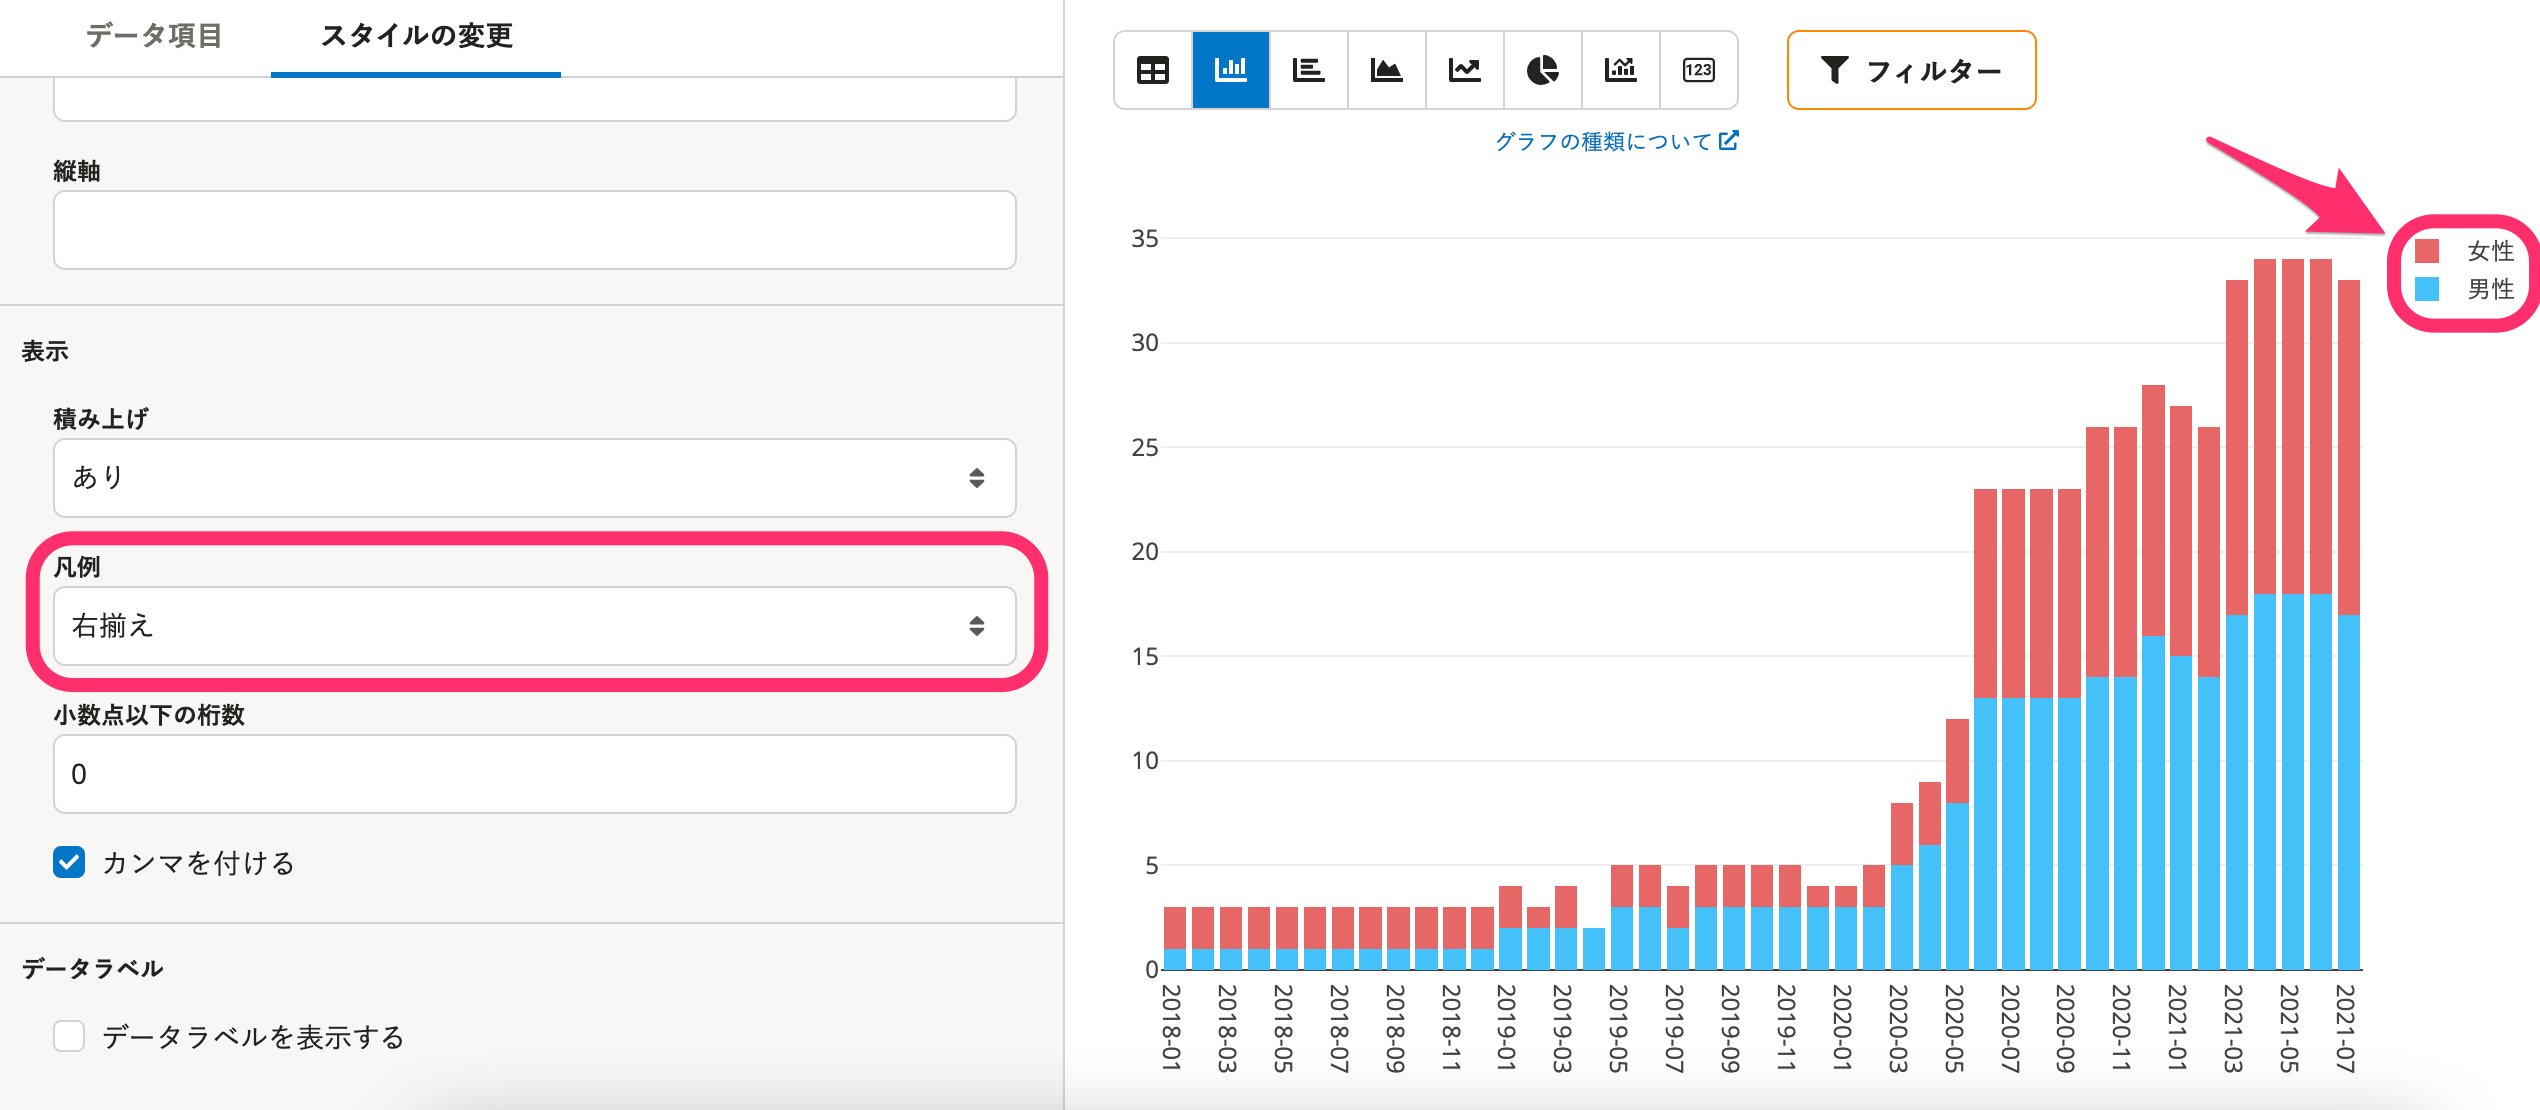 データ項目
スタイルの変更
縦軸
表示
積み上げ
あり
凡例
右揃え
小数点以下の桁数
0
カンマを付ける
データラベル
データラベルを表示する
123
フィルター
グラフの種類について
女性
男性
35
30
25
20
15
10
5
0
2018-01
2018-03
2018-05
2018-07
2018-09
2018-11
2019-01
2019-03
2019-05
2019-07
2019-09
2019-11
2020-01
2020-03
2020-05
2020-07
2020-09
2020-11
2021-01
2021-03
2021-05
2021-07